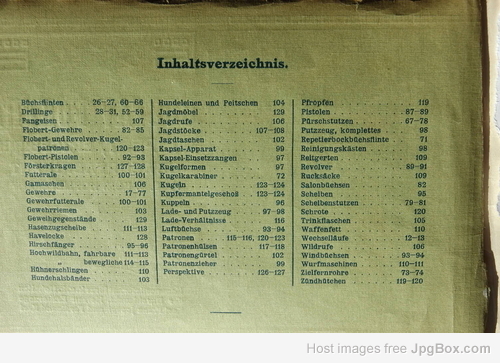 Inhaltsverzeichnis.
Büchsflinten 26–27, 60–68
Drillinge 28–31, 52–59
Fangeisen 107
Flobert-Gewehre 82–85
Flobert- und Revolver-Kugel-
patronen 120–123
Flobert-Pistolen 92–93
Försterkragen 127–128
Futterale 100–101
Gamaschen 106
Gewehre 17–77
Gewehrfutterale 100–101
Gewehrriemen 103
Geweihgegenstände 129
Hasenzugscheibe 111–113
Havelocke 128
Hirschfänger 95–96
Hochwildbahn, fahrbare 111–113
„ bewegliche 114–115
Hühnerschlingen 110
Hundehalsbänder 103
Hundeleinen und Peitschen 104
Jagdmöbel 129
Jagdrufe 106
Jagdstöcke 107–108
Jagdtaschen 102
Kapsel-Apparat 99
Kapsel-Einsetzzangen 97
Kugelformen 97
Kugelkarabiner 72
Kugeln 123–124
Kupfermantelgeschoß 123–124
Kuppeln 96
Lade- und Putzzeug 97–98
Lade-Verhältnisse 116
Luftbüchse 93–94
Patronen 115–116, 120–123
Patronenhülsen 117–118
Patronengürtel 102
Patronenzieher 99
Perspektive 126–127
Pfropfen 119
Pistolen 87–89
Pürschstutzen 67–78
Putzzeug, komplettes 98
Repetierbockbüchsflinte 71
Reinigungskästen 98
Reitgerten 109
Revolver 89–91
Rucksäcke 109
Salonbüchsen 82
Scheiben 95
Scheibenstutzen 79–81
Schrote 120
Trinkflaschen 105
Waffenfett 110
Wechselläufe 12–13
Wildrufe 106
Windbüchsen 93–94
Wurfmaschinen 110–111
Zielfernrohre 73–74
Zündhütchen 119–120
Host images free JpgBox.com